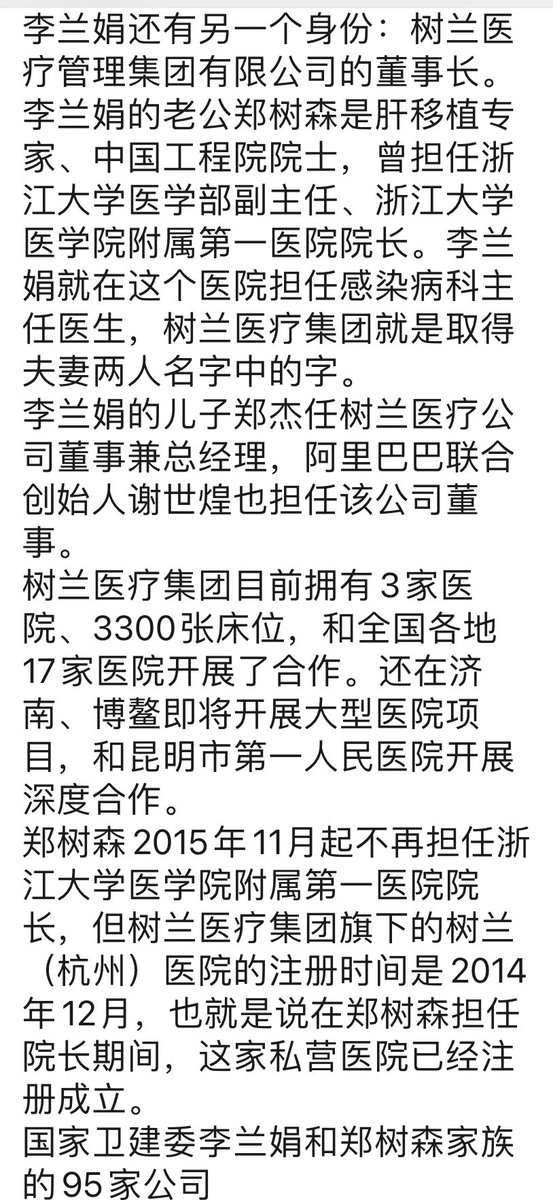 李兰娟还有另一个身份：树兰医
疗管理集团有限公司的董事长。
李兰娟的老公郑树森是肝移植专
家、中国工程院院士，曾担任浙
江大学医学部副主任、浙江大学
医学院附属第一医院院长。李兰
娟就在这个医院担任感染病科主
任医生，树兰医疗集团就是取得
夫妻两人名字中的字。
李兰娟的儿子郑杰任树兰医疗公
司董事兼总经理，阿里巴巴联合
创始人谢世煌也担任该公司董
事。
树兰医疗集团目前拥有3家医
院、3300张床位，和全国各地
17家医院开展了合作。还在济
南、博鳌即将开展大型医院项
目，和昆明市第一人民医院开展
深度合作。
郑树森2015年11月起不再担任浙
江大学医学院附属第一医院院
长，但树兰医疗集团旗下的树兰
（杭州）医院的注册时间是2014
年12月，也就是说在郑树森担任
院长期间，这家私营医院已经注
册成立。
国家卫建委李兰娟和郑树森家族
的95家公司